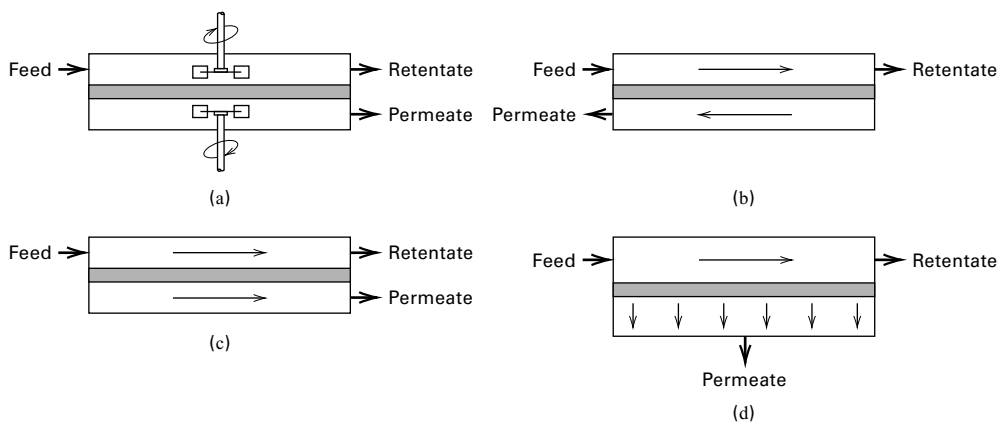 Feed
Retentate
Permeate
(a)
Feed
Retentate
Permeate
(b)
Feed
Retentate
Permeate
(c)
Feed
Retentate
Permeate
(d)